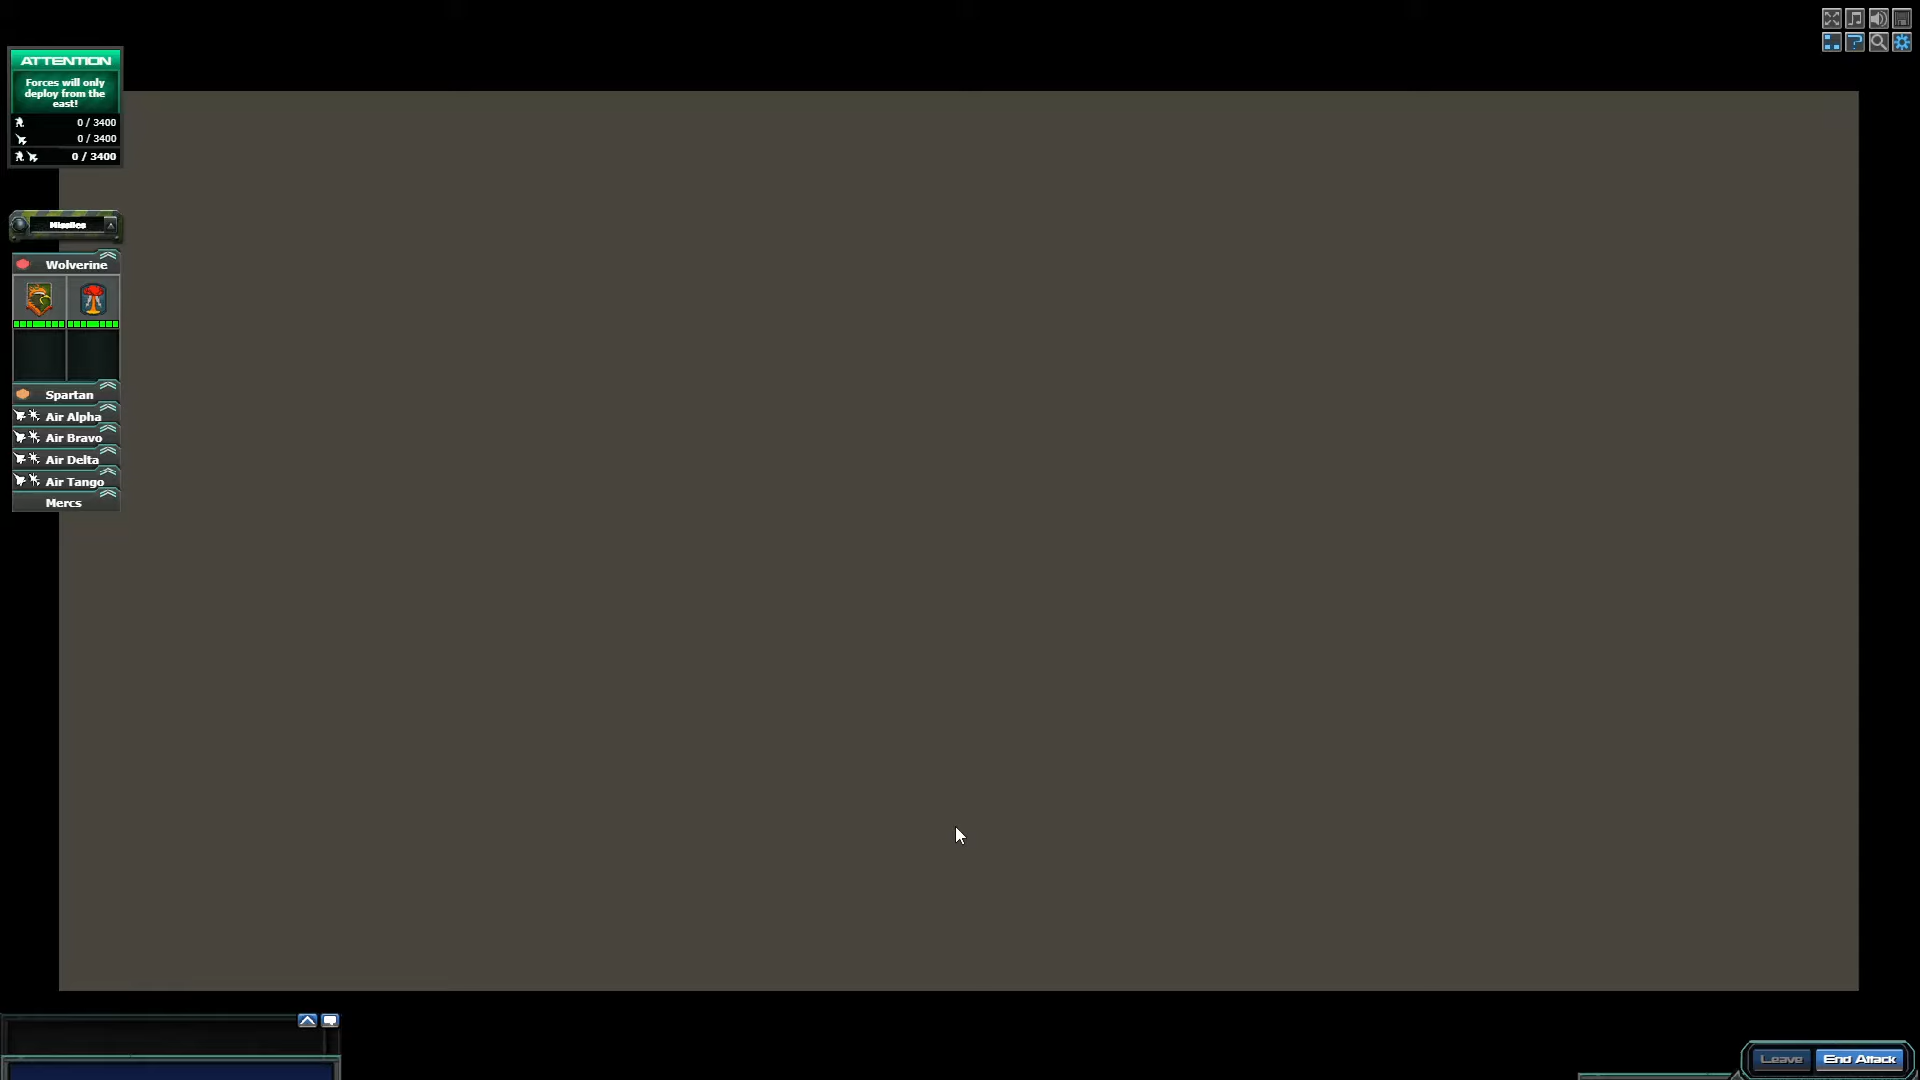 ATTENTION
Forces will only
deploy from the
east!
0 / 3400
0 / 3400
0 / 3400
Missiles
Wolverine
Spartan
Air Alpha
Air Bravo
Air Delta
Air Tango
Mercs
Leave
End Attack